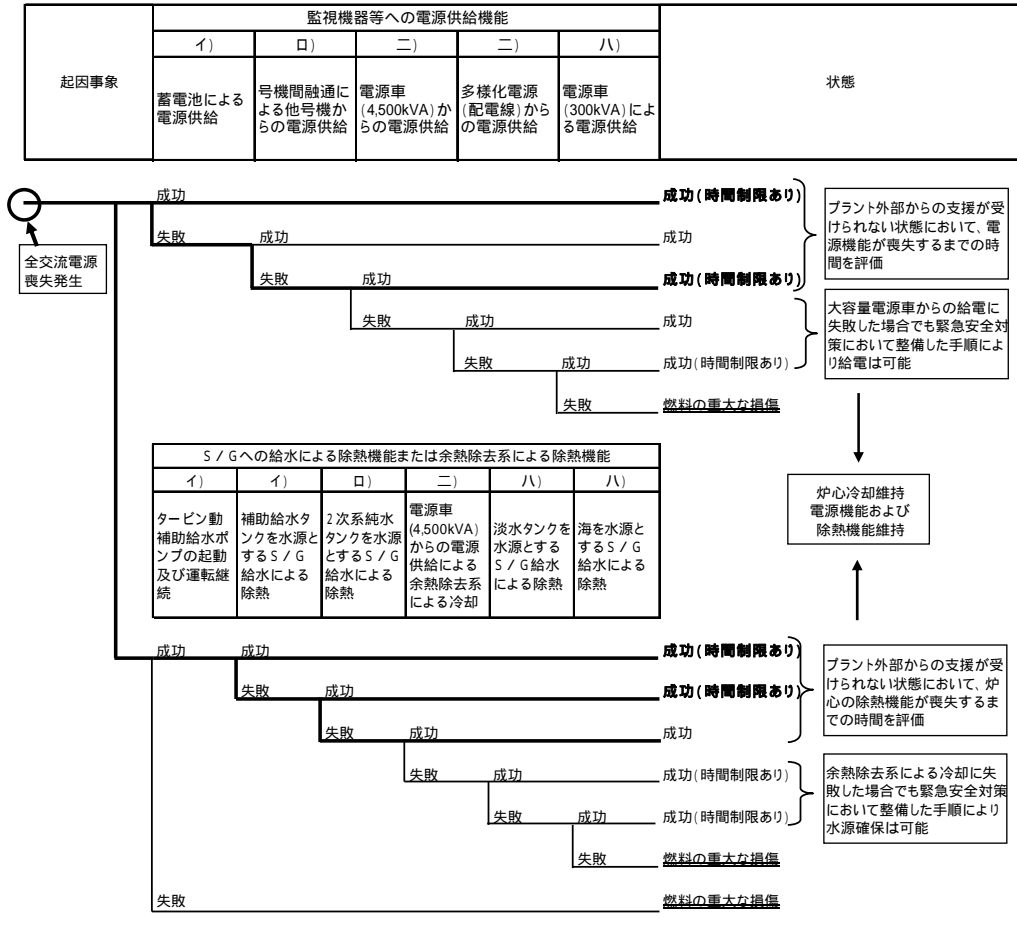 起因事象
監視機器等への電源供給機能
状態
イ)
ロ)
二)
二)
ハ)
蓄電池による
電源供給
号機間融通に
よる他号機か
らの電源供給
電源車
(4,500kVA)か
らの電源供給
多様化電源
(配電線)から
の電源供給
電源車
(300kVA)によ
る電源供給
成功
成功(時間制限あり)
失敗
成功
成功
失敗
成功
成功(時間制限あり)
失敗
成功
成功
失敗
成功
成功(時間制限あり)
失敗
燃料の重大な損傷
全交流電源
喪失発生
プラント外部からの支援が受
けられない状態において、電
源機能が喪失するまでの時
間を評価
大容量電源車からの給電に
失敗した場合でも緊急安全対
策において整備した手順によ
り給電は可能
炉心冷却維持
電源機能および
除熱機能維持
S/Gへの給水による除熱機能または余熱除去系による除熱機能
イ)
イ)
ロ)
二)
ハ)
ハ)
タービン動
補助給水ポ
ンプの起動
及び運転継
続
補助給水タ
ンクを水源と
するS/G
給水による
除熱
2次系純水
タンクを水源
とするS/G
給水による
除熱
電源車
(4,500kVA)
からの電源
供給による
余熱除去系
による冷却
淡水タンクを
水源とする
S/G給水
による除熱
海を水源と
するS/G
給水による
除熱
成功
成功
成功(時間制限あり)
失敗
成功
成功(時間制限あり)
失敗
成功
成功
失敗
成功
成功(時間制限あり)
失敗
成功
成功(時間制限あり)
失敗
燃料の重大な損傷
失敗
燃料の重大な損傷
プラント外部からの支援が受
けられない状態において、炉
心の除熱機能が喪失するま
での時間を評価
余熱除去系による冷却に失
敗した場合でも緊急安全対策
において整備した手順により
水源確保は可能